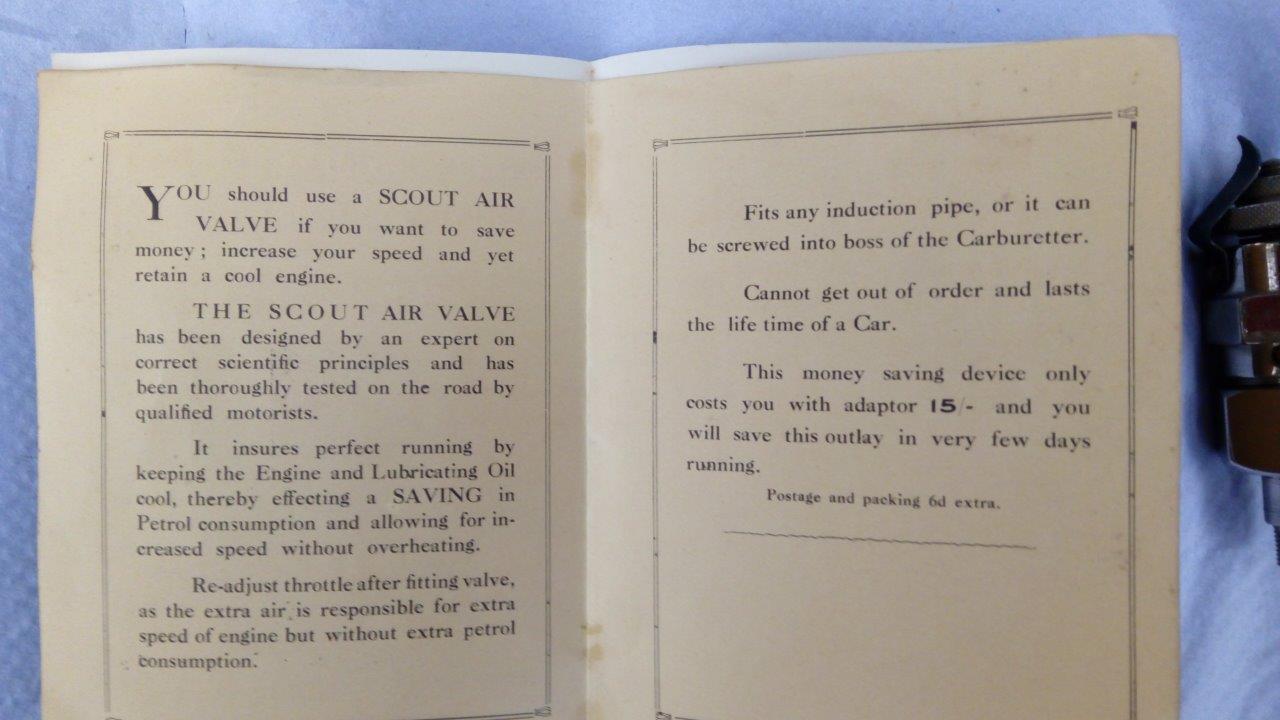 YOU should use a SCOUT AIR
VALVE if you want to save
money; increase your speed and yet
retain a cool engine.
THE SCOUT AIR VALVE
has been designed by an expert on
correct scientific principles and has
been thoroughly tested on the road by
qualified motorists.
It insures perfect running by
keeping the Engine and Lubricating Oil
cool, thereby effecting a SAVING in
Petrol consumption and allowing for in-
creased speed without overheating.
Re-adjust throttle after fitting valve,
as the extra air is responsible for extra
speed of engine but without extra petrol
consumption.
Fits any induction pipe, or it can
be screwed into boss of the Carburetter.
Cannot get out of order and lasts
the life time of a Car.
This money saving device only
costs you with adaptor 15/- and you
will save this outlay in very few days
running.
Postage and packing 6d extra.